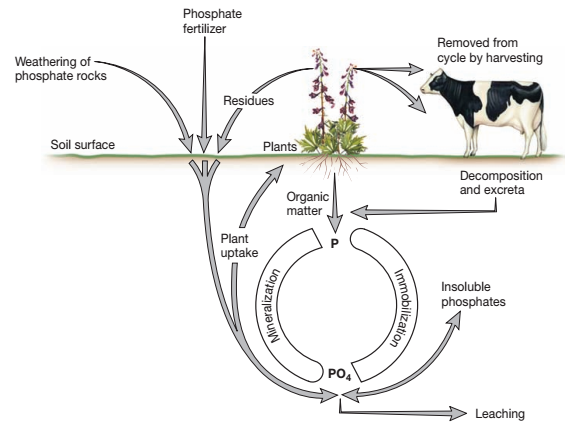 Phosphate
fertilizer
Weathering of
phosphate rocks
Removed from
cycle by harvesting
Residues
Soil surface
Plants
Decomposition
and excreta
Organic
matter
Plant
uptake
P
Mineralization
Immobilization
Insoluble
phosphates
PO₄
Leaching